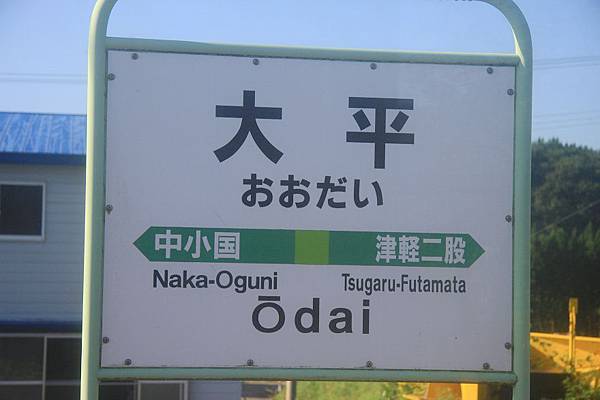 大平
おおだい
中小国 津軽二股
Naka-Oguni Tsugaru-Futamata
Ōdai